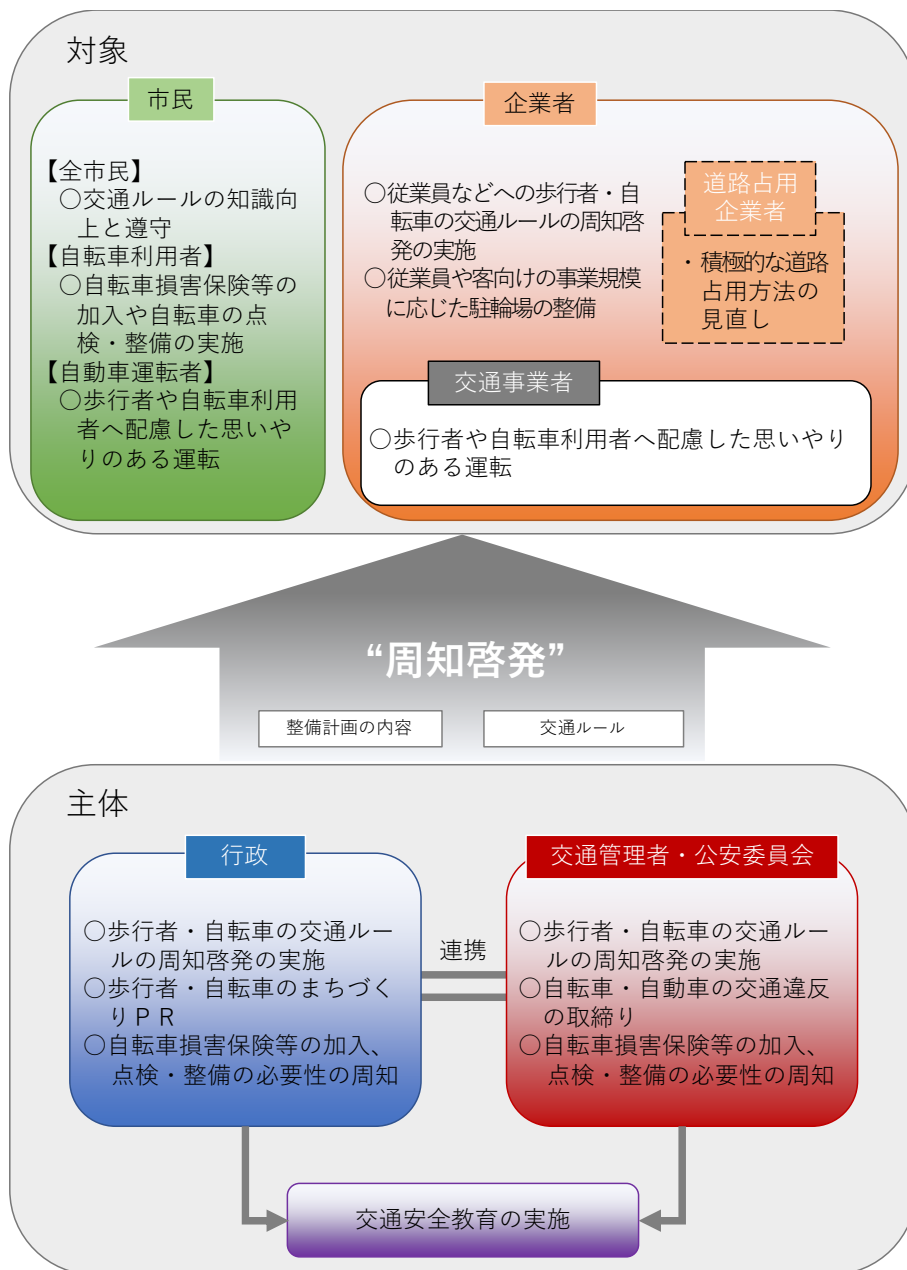 対象
市民
【全市民】
○交通ルールの知識向
上と遵守
【自転車利用者】
○自転車損害保険等の
加入や自転車の点
検・整備の実施
【自動車運転者】
○歩行者や自転車利用
者へ配慮した思いや
りのある運転
企業者
○従業員などへの歩行者・自
転車の交通ルールの周知啓
発の実施
○従業員や客向けの事業規模
に応じた駐輪場の整備
道路占用
企業者
・積極的な道路
占用方法の
見直し
交通事業者
○歩行者や自転車利用者へ配慮した思いやり
のある運転
“周知啓発”
整備計画の内容
交通ルール
主体
行政
○歩行者・自転車の交通ルー
ルの周知啓発の実施
○歩行者・自転車のまちづく
りＰＲ
○自転車損害保険等の加入、
点検・整備の必要性の周知
連携
交通管理者・公安委員会
○歩行者・自転車の交通ルー
ルの周知啓発の実施
○自転車・自動車の交通違反
の取締り
○自転車損害保険等の加入、
点検・整備の必要性の周知
交通安全教育の実施